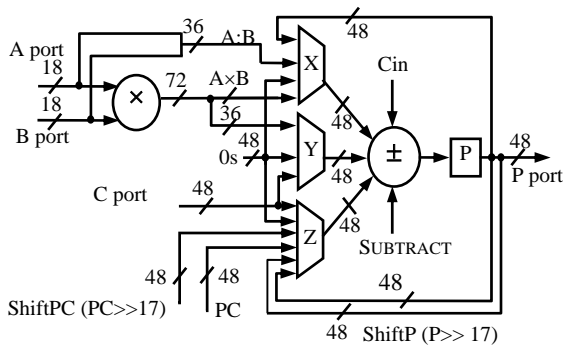 36
A:B
48
A port
18
X
Cin
72
A×B
×
18
36
48
B port
48
Y
±
P
48
0s
48
P port
C port
48
Z
48
SUBTRACT
48
48
48
ShiftPC (PC>>17)
PC
48
ShiftP (P>> 17)